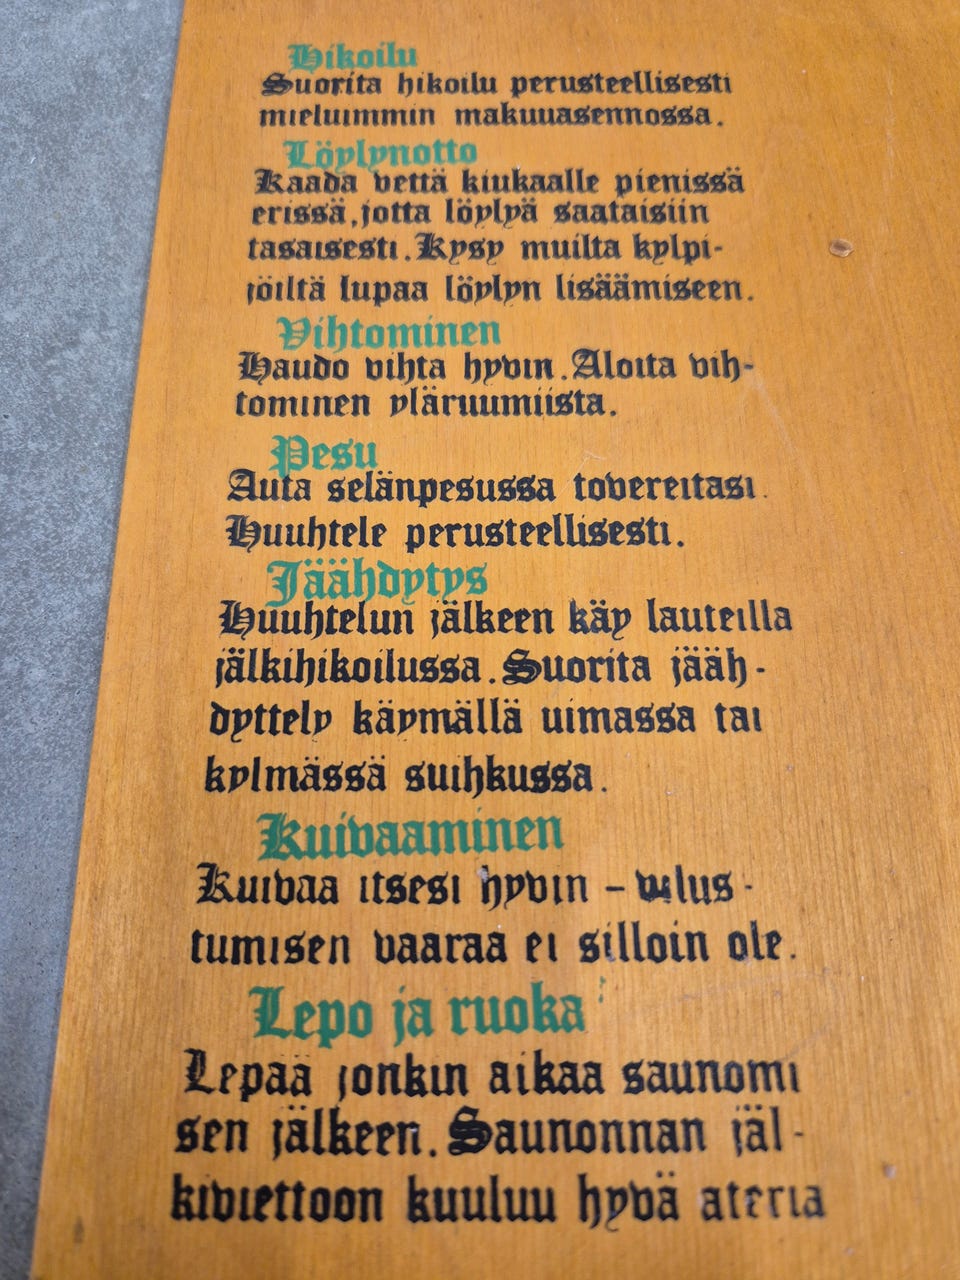 Hikoilu
Suorita hikoilu perusteellisesti
mieluimmin makuuasennossa.
Löylynotto
Kaada vettä kiukaalle pienissä
erissä, jotta löylyä saataisiin
tasaisesti. Kysy muilta kylpi-
jöiltä lupaa löylyn lisäämiseen.
Vihtominen
Haudo vihta hyvin. Aloita vih-
tominen yläruumiista.
Pesu
Auta selänpesussa tovereitasi.
Huuhtele perusteellisesti.
Jäähdytys
Huuhtelun jälkeen käy lauteilla
jälkihikoilussa. Suorita jääh-
dyttely käymällä uimassa tai
kylmässä suihkussa.
Kuivaaminen
Kuivaa itsesi hyvin – vilus-
tumisen vaaraa ei silloin ole.
Lepo ja ruoka
Lepää jonkin aikaa saunomi
sen jälkeen. Saunonnan jäl-
kiviettoon kuuluu hyvä ateria